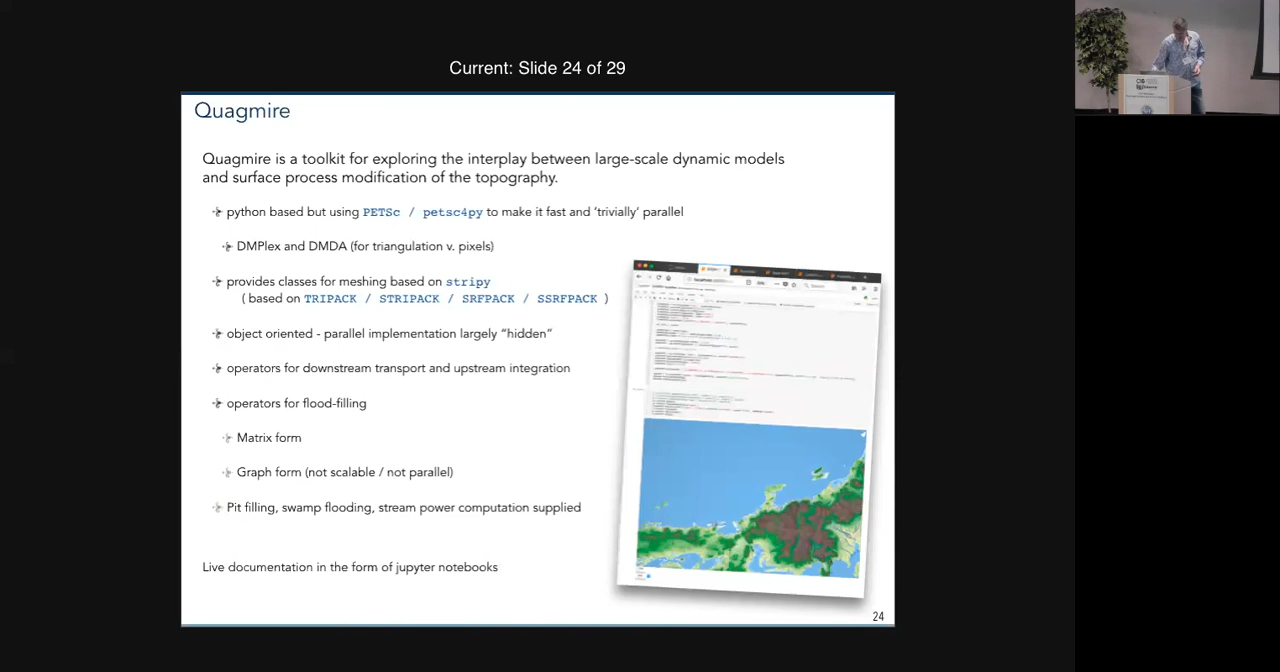 Current: Slide 24 of 29
Quagmire
Quagmire is a toolkit for exploring the interplay between large-scale dynamic models
and surface process modification of the topography.
python based but using PETSc / petsc4py to make it fast and ‘trivially’ parallel
DMPlex and DMDA (for triangulation v. pixels)
provides classes for meshing based on stripy
( based on TRIPACK / STRIPACK / SRFPACK / SSRFPACK )
object oriented - parallel implementation largely “hidden”
operators for downstream transport and upstream integration
operators for flood-filling
Matrix form
Graph form (not scalable / not parallel)
Pit filling, swamp flooding, stream power computation supplied
Live documentation in the form of jupyter notebooks
24